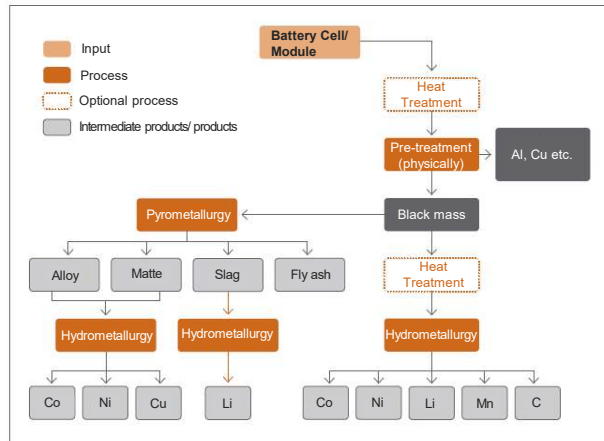 Input
Process
Optional process
Intermediate products/ products
Battery Cell/
Module
Heat
Treatment
Pre-treatment
(physically)
Al, Cu etc.
Pyrometallurgy
Black mass
Alloy
Matte
Slag
Fly ash
Heat
Treatment
Hydrometallurgy
Hydrometallurgy
Hydrometallurgy
Co
Ni
Cu
Li
Co
Ni
Li
Mn
C